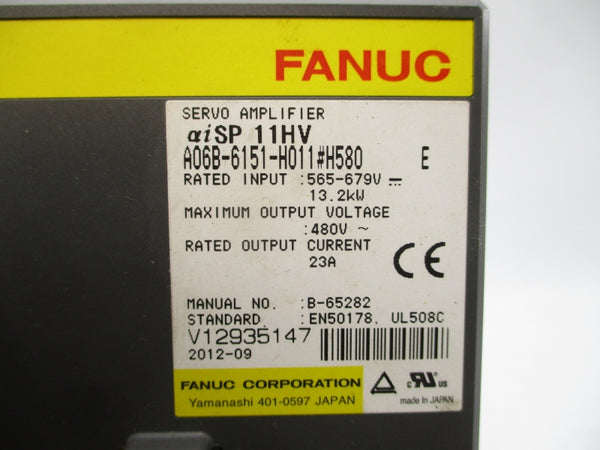 FANUC
SERVO AMPLIFIER
αiSP 11HV
A06B-6151-H011#H580 E
RATED INPUT :565-679V ⎓
13.2kW
MAXIMUM OUTPUT VOLTAGE
:480V ~
RATED OUTPUT CURRENT
23A
CE
MANUAL NO. :B-65282
STANDARD :EN50178, UL508C
V12935147
2012-09
FANUC CORPORATION
Yamanashi 401-0597 JAPAN
c RU us
made in JAPAN